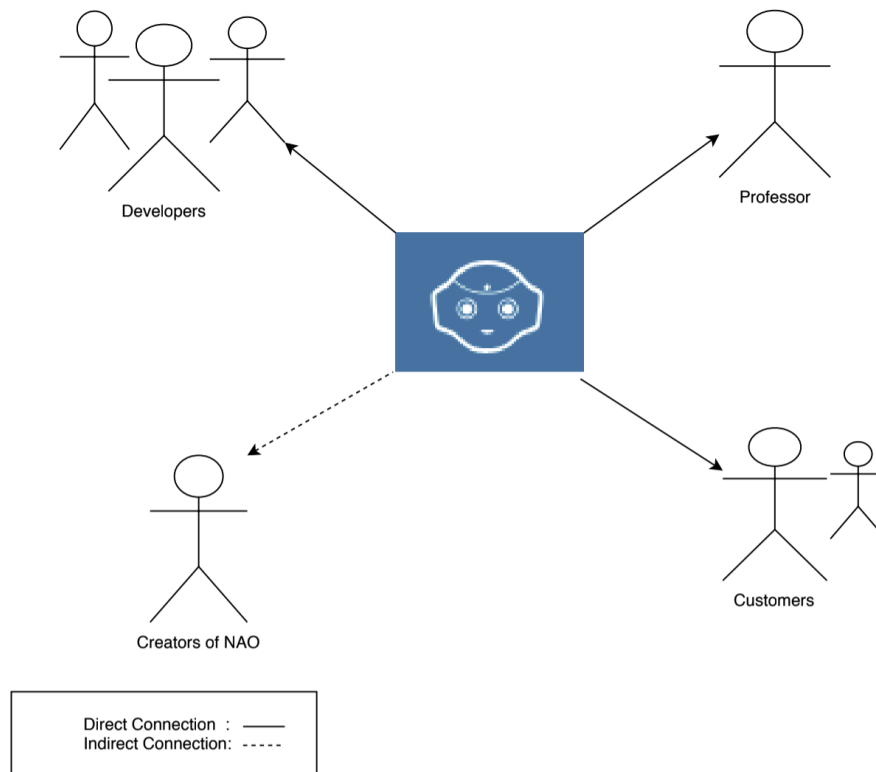 Developers
Professor
Creators of NAO
Customers
Direct Connection :
Indirect Connection: